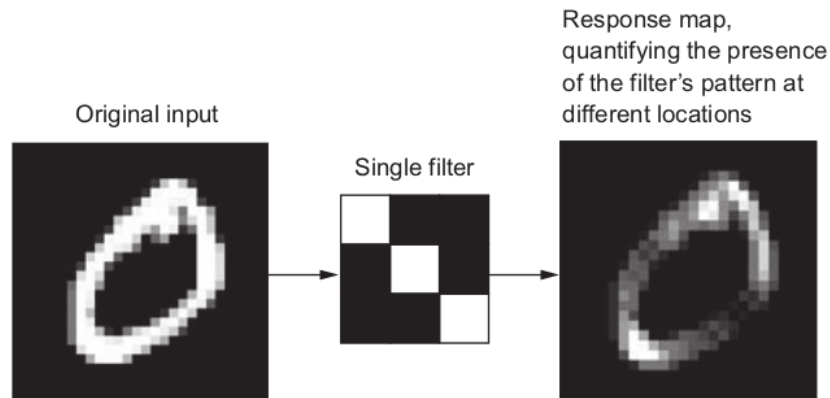 Original input
Single filter
Response map,
quantifying the presence
of the filter's pattern at
different locations